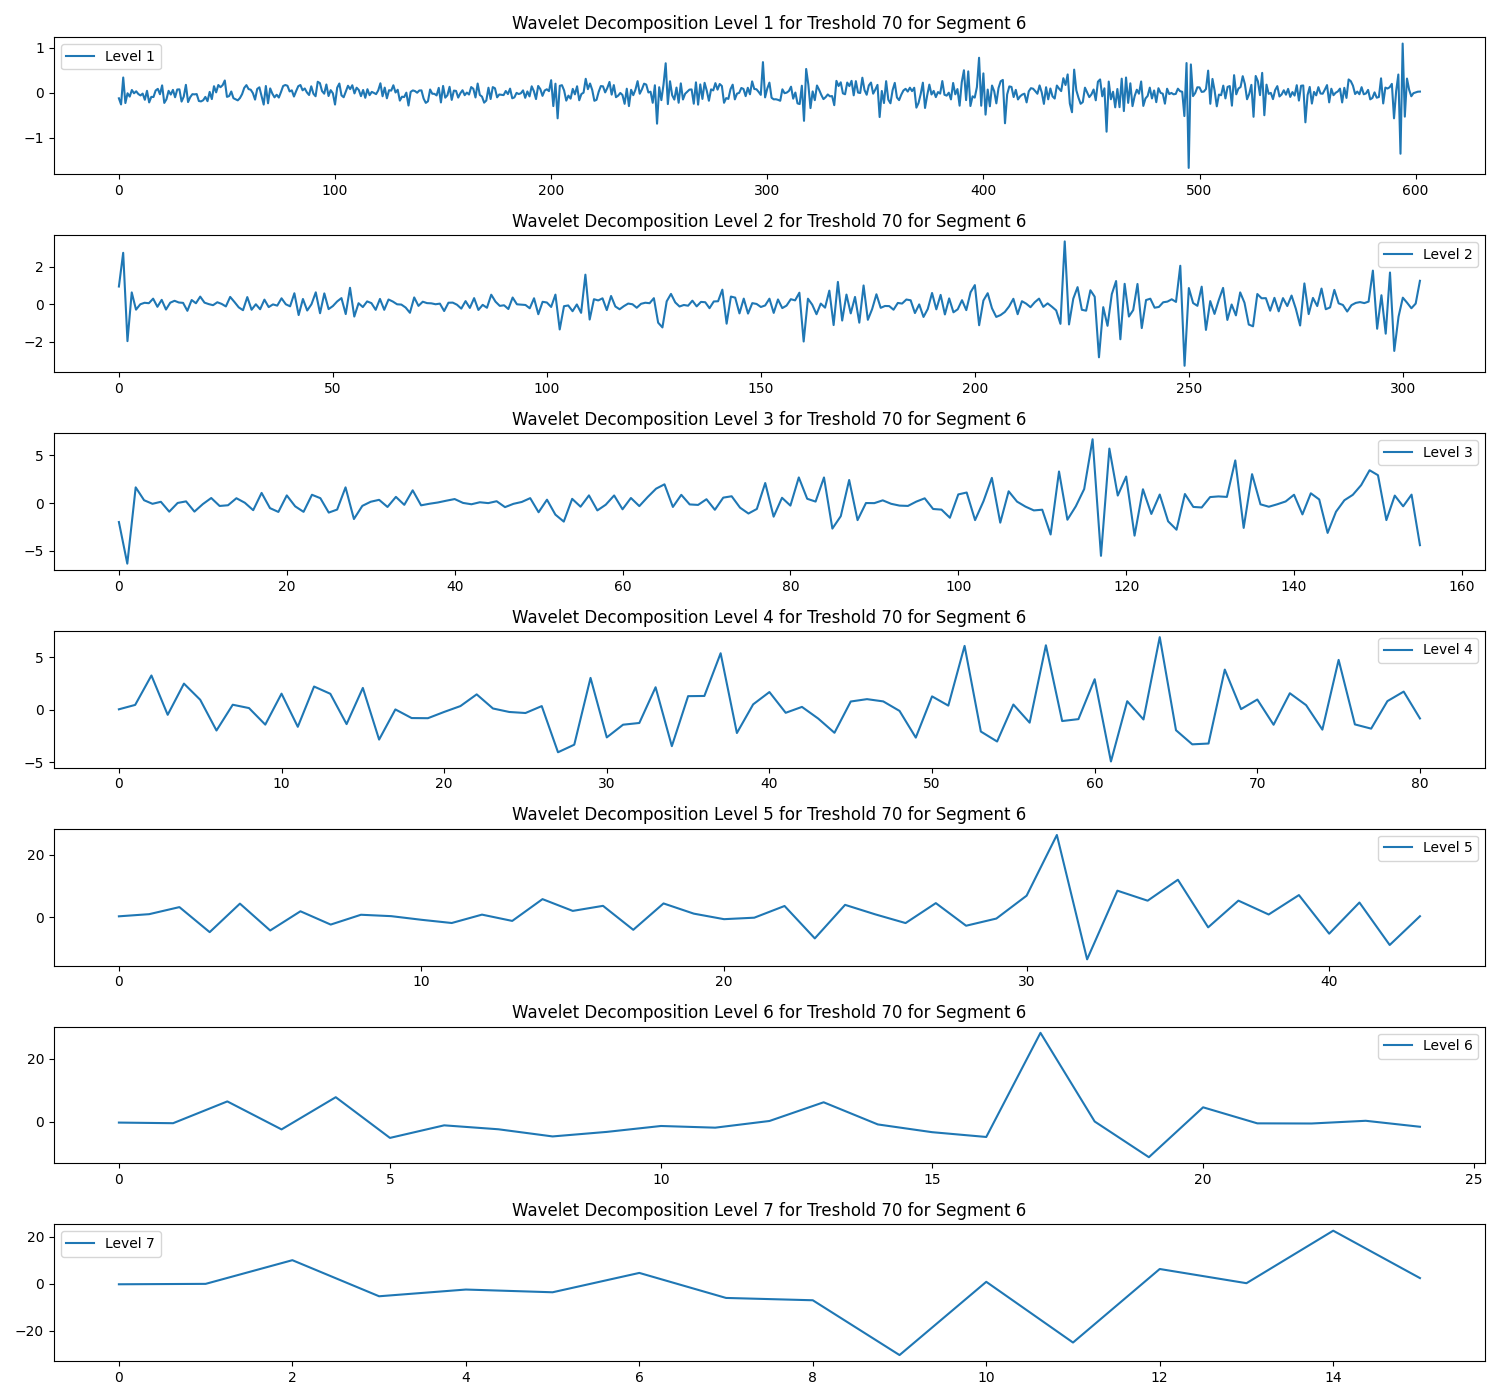 Wavelet Decomposition Level 1 for Treshold 70 for Segment 6
Level 1
1
0
−1
0 100 200 300 400 500 600
Wavelet Decomposition Level 2 for Treshold 70 for Segment 6
Level 2
2
0
−2
0 50 100 150 200 250 300
Wavelet Decomposition Level 3 for Treshold 70 for Segment 6
Level 3
5
0
−5
0 20 40 60 80 100 120 140 160
Wavelet Decomposition Level 4 for Treshold 70 for Segment 6
Level 4
5
0
−5
0 10 20 30 40 50 60 70 80
Wavelet Decomposition Level 5 for Treshold 70 for Segment 6
Level 5
20
0
0 10 20 30 40
Wavelet Decomposition Level 6 for Treshold 70 for Segment 6
Level 6
20
0
0 5 10 15 20 25
Wavelet Decomposition Level 7 for Treshold 70 for Segment 6
Level 7
20
0
−20
0 2 4 6 8 10 12 14